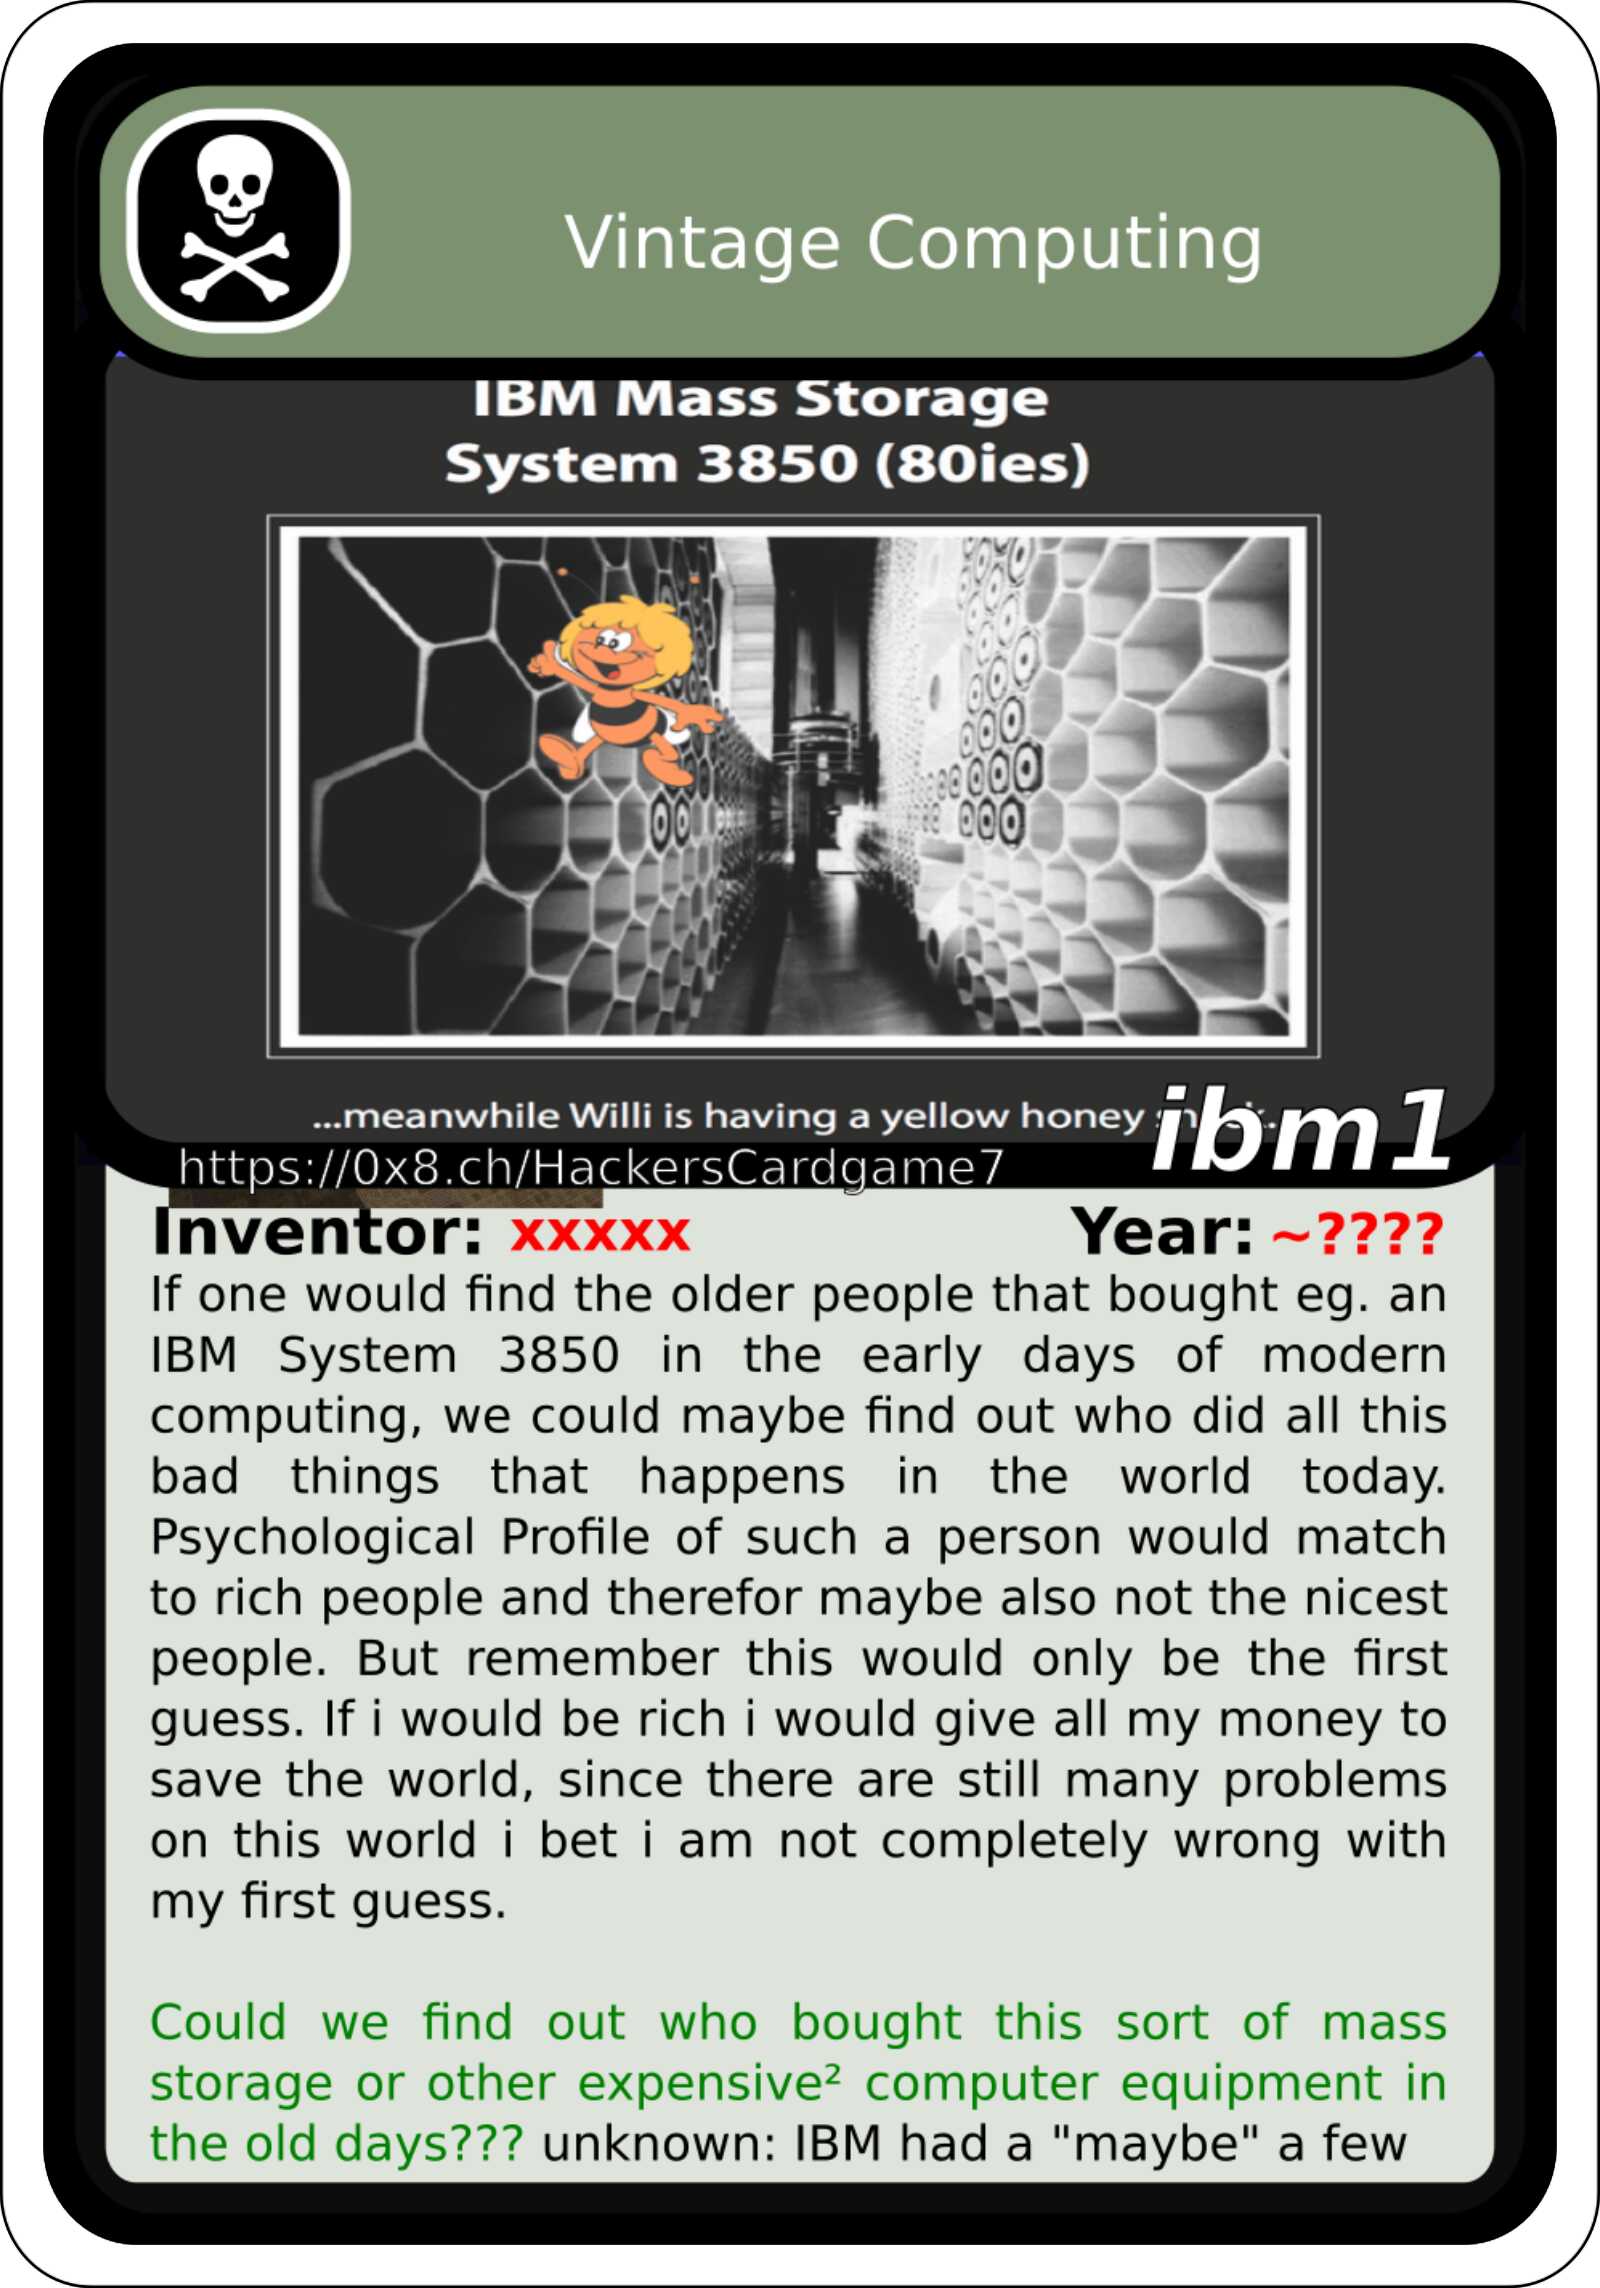 Vintage Computing
IBM Mass Storage
System 3850 (80ies)
...meanwhile Willi is having a yellow honey
ibm1
https://0x8.ch/HackersCardgame7
Inventor: xxxxx Year: ~????
If one would find the older people that bought eg. an
IBM System 3850 in the early days of modern
computing, we could maybe find out who did all this
bad things that happens in the world today.
Psychological Profile of such a person would match
to rich people and therefor maybe also not the nicest
people. But remember this would only be the first
guess. If i would be rich i would give all my money to
save the world, since there are still many problems
on this world i bet i am not completely wrong with
my first guess.
Could we find out who bought this sort of mass
storage or other expensive² computer equipment in
the old days??? unknown: IBM had a "maybe" a few